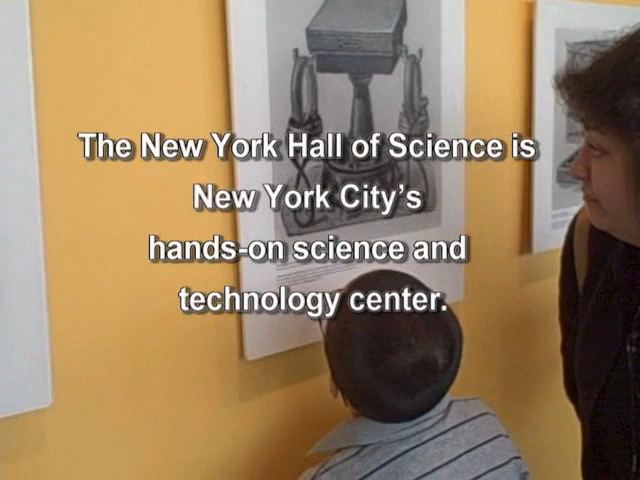 The New York Hall of Science is
New York City’s
hands-on science and
technology center.